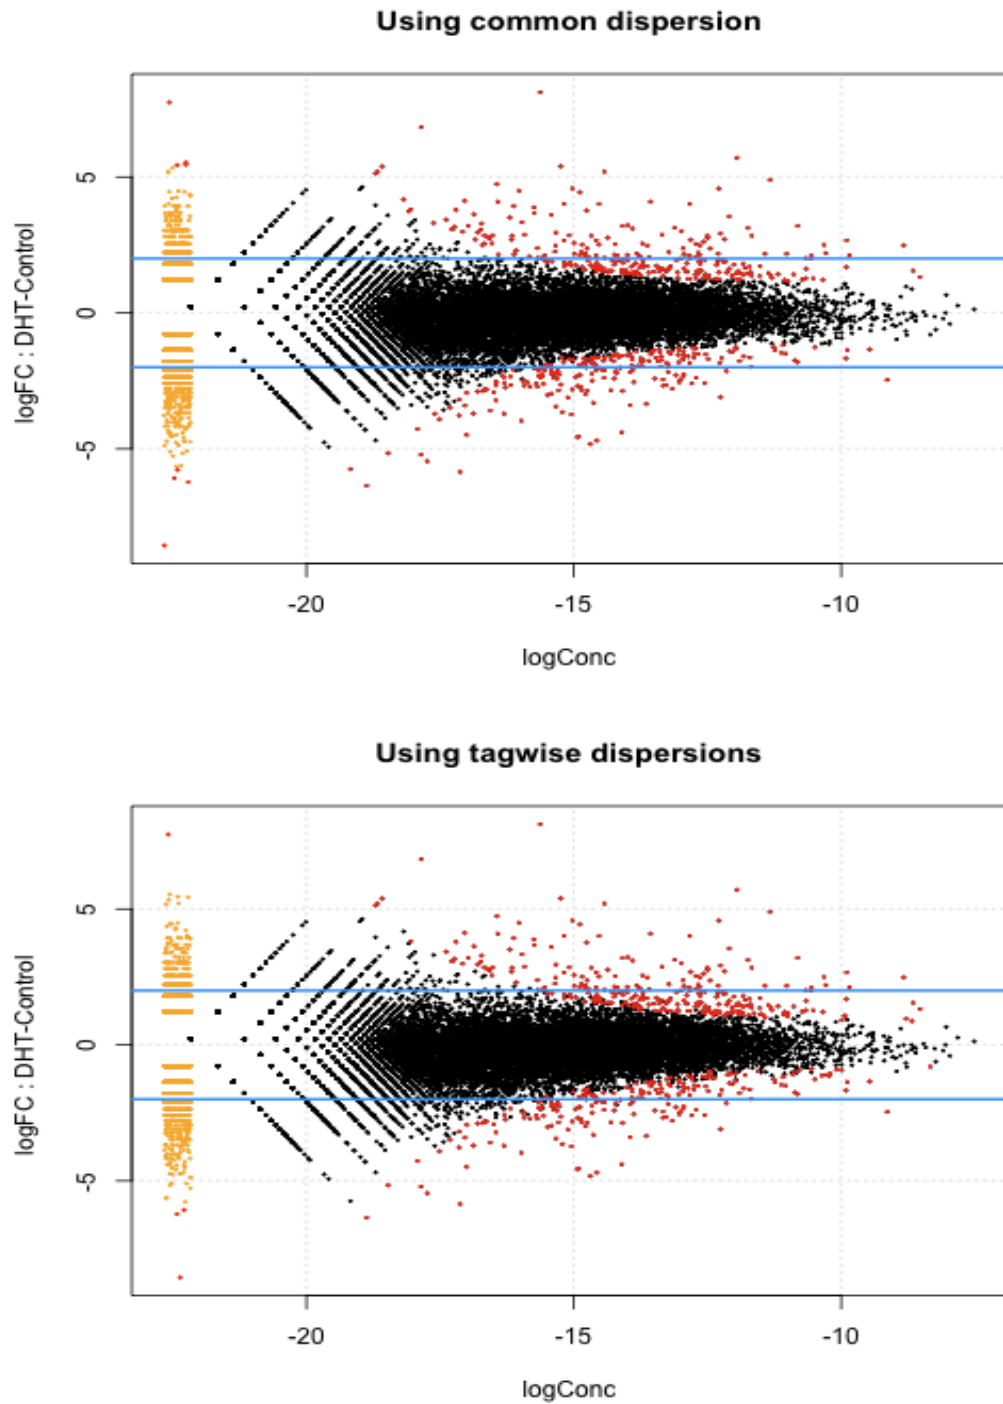 Using common dispersion
logFC : DHT-Control
5
0
-5
-20 -15 -10
logConc
Using tagwise dispersions
logFC : DHT-Control
5
0
-5
-20 -15 -10
logConc